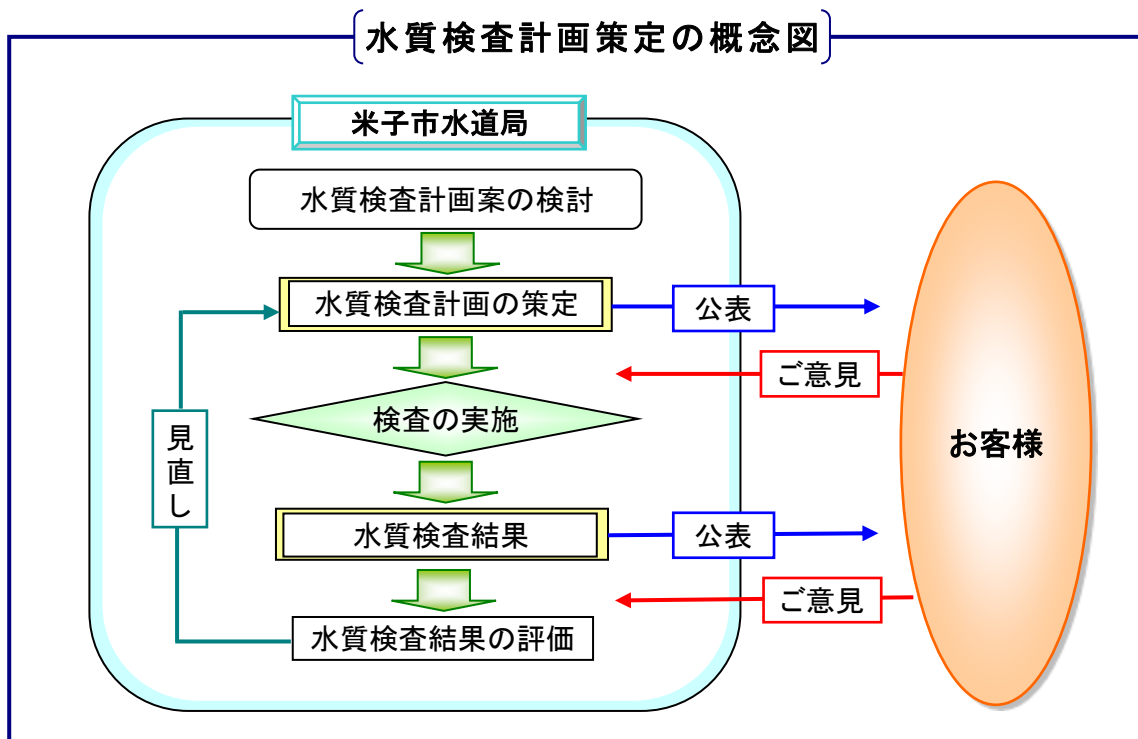 水質検査計画策定の概念図
米子市水道局
水質検査計画案の検討
水質検査計画の策定
公表
ご意見
検査の実施
お客様
見直し
水質検査結果
公表
ご意見
水質検査結果の評価